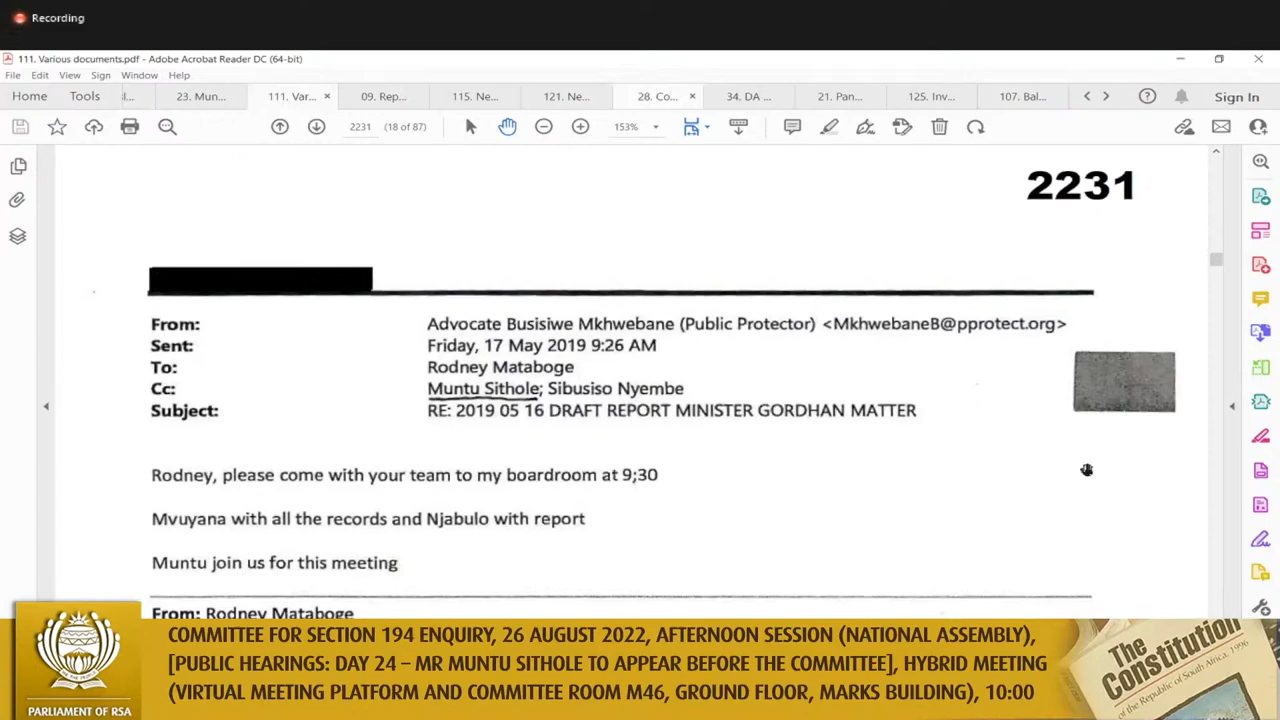 Recording
111. Various documents.pdf - Adobe Acrobat Reader DC (64-bit)
File Edit View Sign Window Help
Home Tools il... 23. Mun... 111. Var... × 09. Rep... 115. Ne... 121. Ne... 28. Co... × 34. DA ... 21. Pan... 125. Inv... 107. Bal... Sign In
2231 (18 of 87) 153%
2231
From: Advocate Busisiwe Mkhwebane (Public Protector) <MkhwebaneB@pprotect.org>
Sent: Friday, 17 May 2019 9:26 AM
To: Rodney Mataboge
Cc: Muntu Sithole; Sibusiso Nyembe
Subject: RE: 2019 05 16 DRAFT REPORT MINISTER GORDHAN MATTER
Rodney, please come with your team to my boardroom at 9;30
Mvuyana with all the records and Njabulo with report
Muntu join us for this meeting
From: Rodney Mataboge
COMMITTEE FOR SECTION 194 ENQUIRY, 26 AUGUST 2022, AFTERNOON SESSION (NATIONAL ASSEMBLY),
[PUBLIC HEARINGS: DAY 24 – MR MUNTU SITHOLE TO APPEAR BEFORE THE COMMITTEE], HYBRID MEETING
(VIRTUAL MEETING PLATFORM AND COMMITTEE ROOM M46, GROUND FLOOR, MARKS BUILDING), 10:00
PARLIAMENT OF RSA
The
Constitution
of the Republic of South Africa, 1996